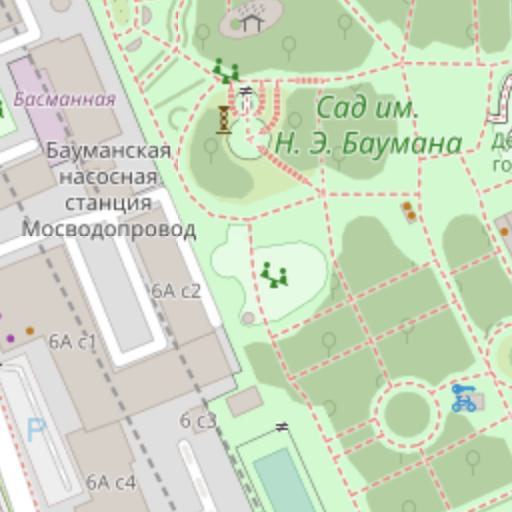 Басманная
Сад им.
Н. Э. Баумана
Бауманская
насосная
станция
Мосводопровод
6А с2
6А с1
6 с3
P
6А с4